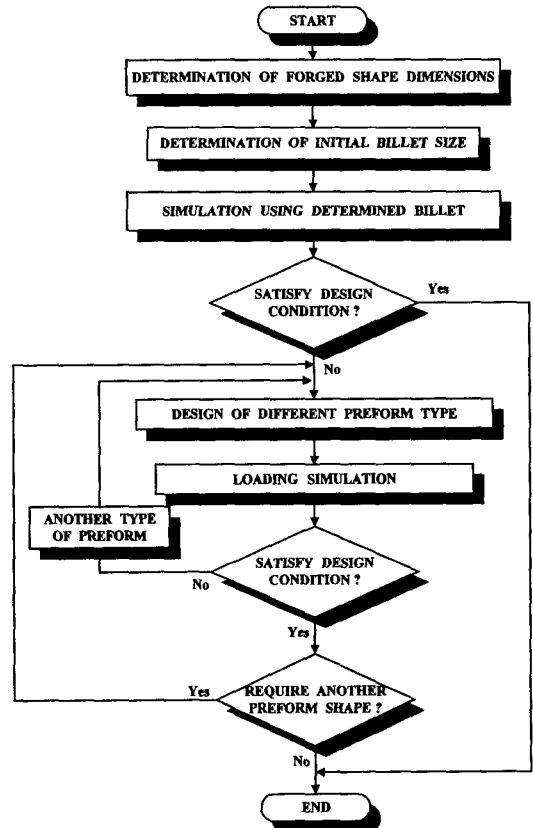 START
DETERMINATION OF FORGED SHAPE DIMENSIONS
DETERMINATION OF INITIAL BILLET SIZE
SIMULATION USING DETERMINED BILLET
SATISFY DESIGN
CONDITION ?
Yes
No
DESIGN OF DIFFERENT PREFORM TYPE
LOADING SIMULATION
ANOTHER TYPE
OF PREFORM
SATISFY DESIGN
CONDITION ?
No
Yes
REQUIRE ANOTHER
PREFORM SHAPE ?
Yes
No
END